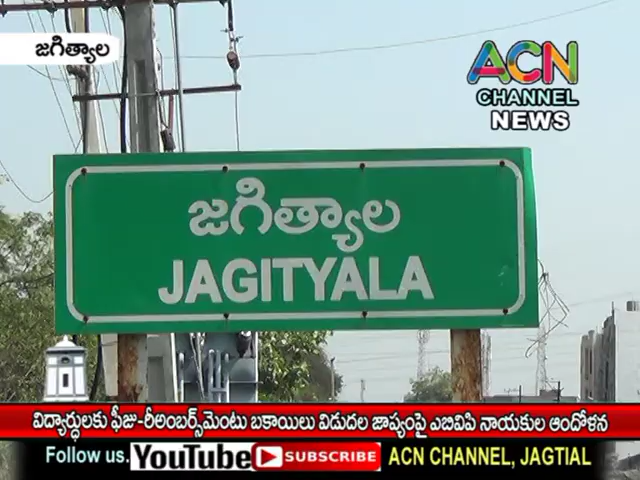 జగిత్యాల
ACN
CHANNEL
NEWS
జగిత్యాల
JAGITYALA
విద్యార్ధులకు ఫీజు-రీఅంబర్స్‌మెంటు బకాయిలు విడుదల జాప్యంపై ఎబివిపి నాయకుల ఆందోళన
Follow us. YouTube SUBSCRIBE ACN CHANNEL, JAGTIAL